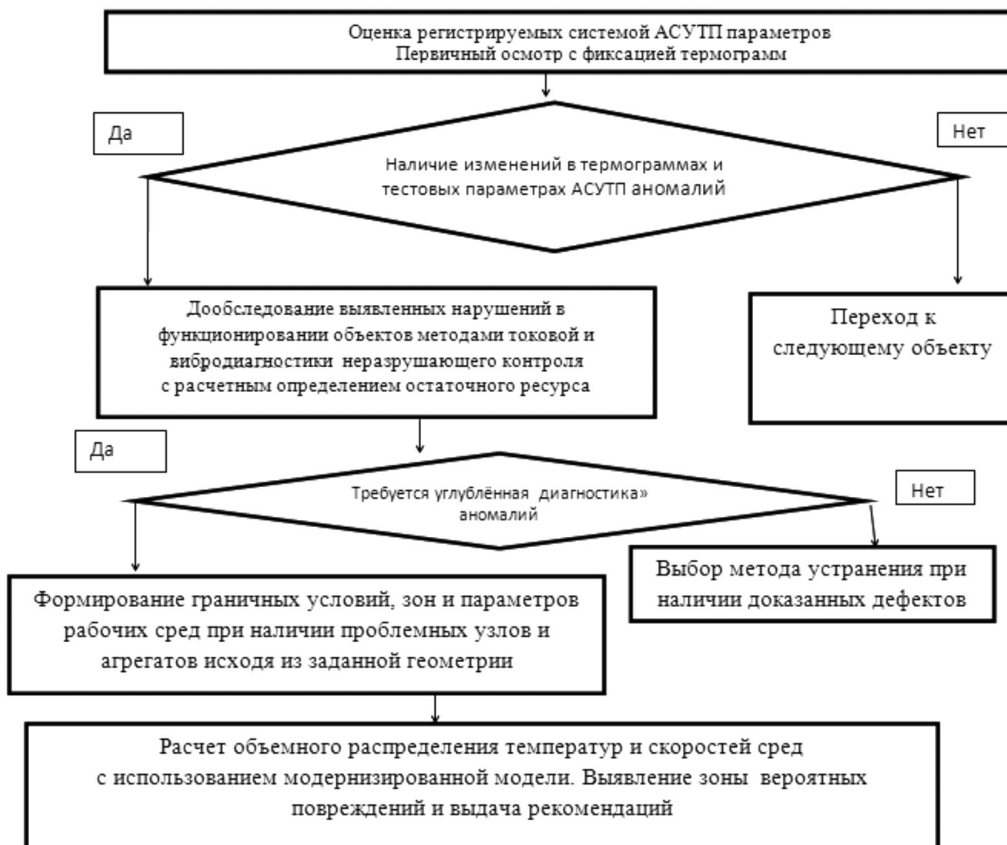 Оценка регистрируемых системой АСУТП параметров
Первичный осмотр с фиксацией термограмм
Да
Нет
Наличие изменений в термограммах и
тестовых параметрах АСУТП аномалий
Дообследование выявленных нарушений в
функционировании объектов методами токовой и
вибродиагностики неразрушающего контроля
с расчетным определением остаточного ресурса
Переход к
следующему объекту
Да
Требуется углублённая диагностика»
аномалий
Нет
Выбор метода устранения при
наличии доказанных дефектов
Формирование граничных условий, зон и параметров
рабочих сред при наличии проблемных узлов и
агрегатов исходя из заданной геометрии
Расчет объемного распределения температур и скоростей сред
с использованием модернизированной модели. Выявление зоны вероятных
повреждений и выдача рекомендаций